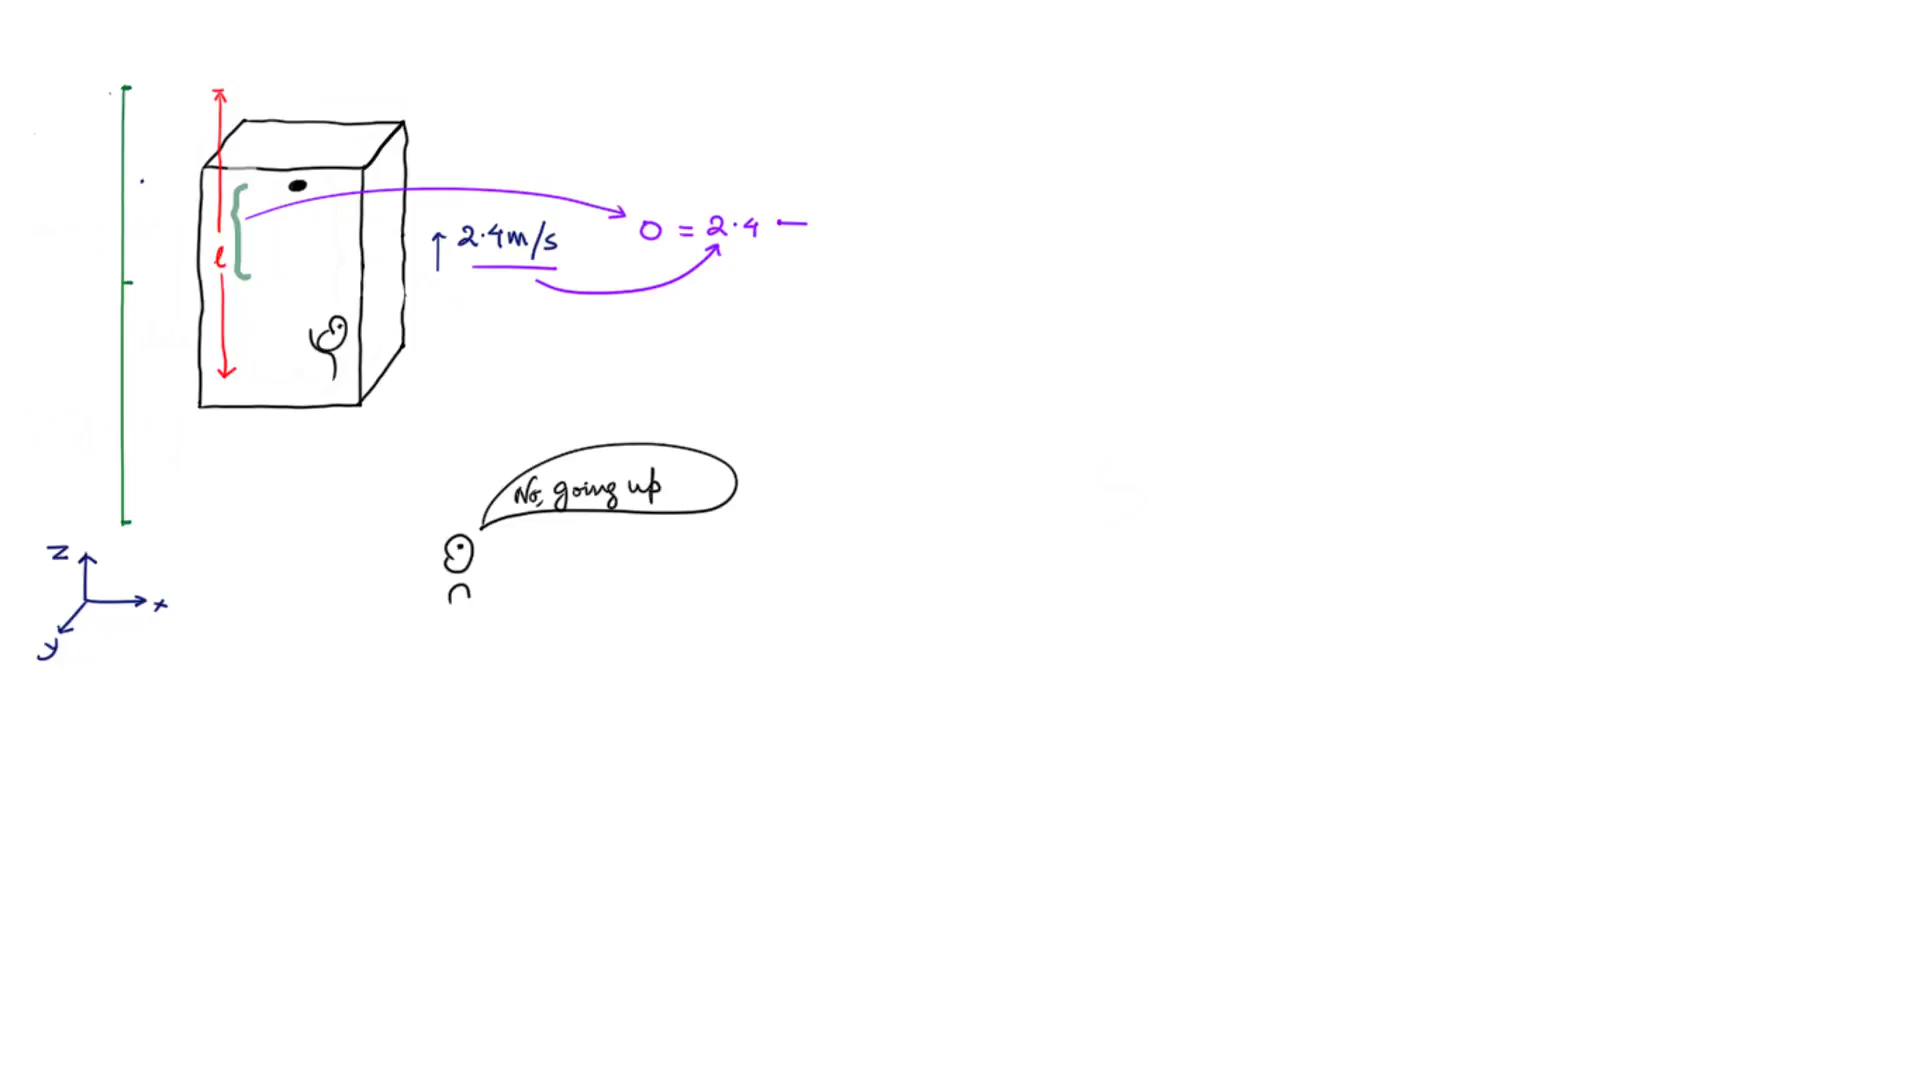 l
↑ 2.4m/s
0 = 2.4 —
No, going up
z
x
y